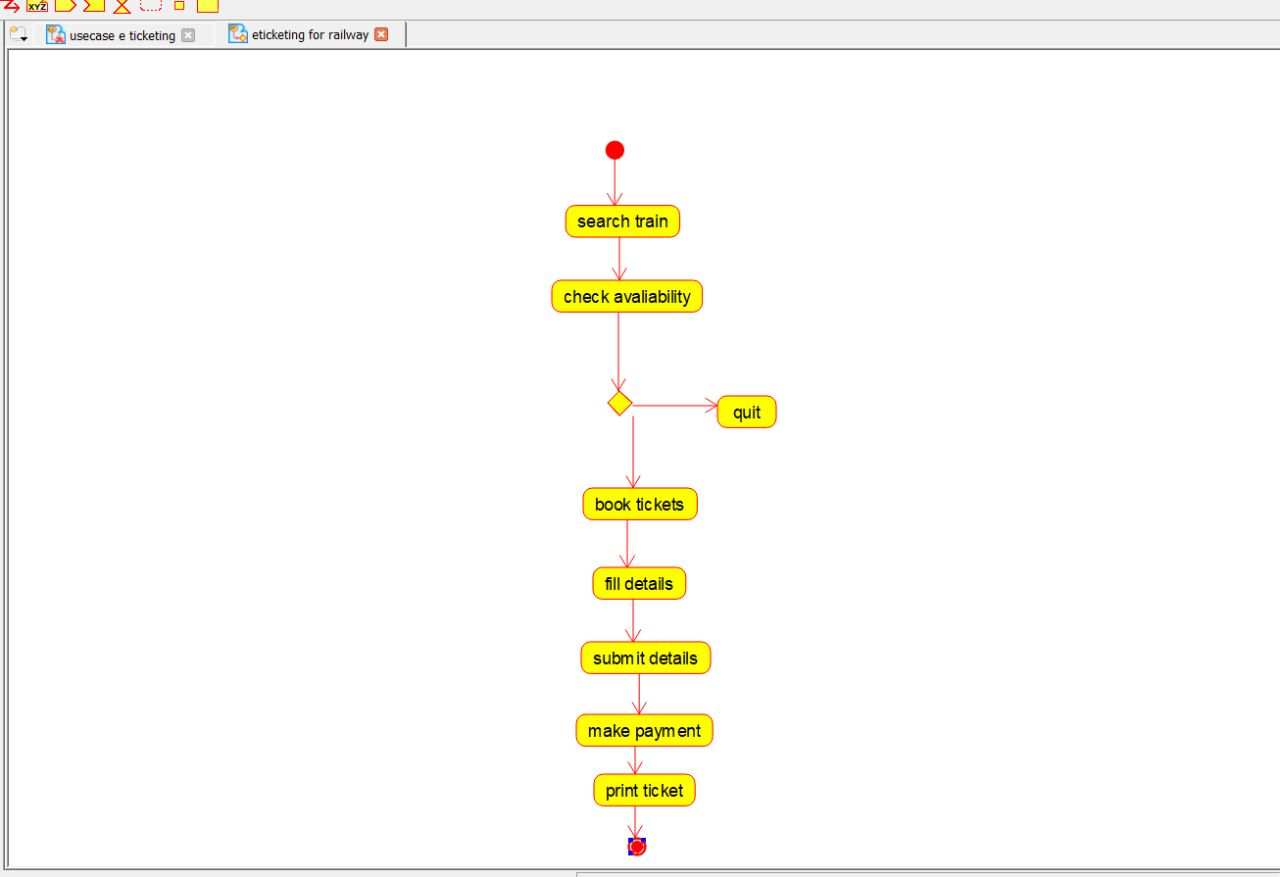 XYZ
usecase e ticketing
eticketing for railway
search train
check avaliability
quit
book tickets
fill details
submit details
make payment
print ticket